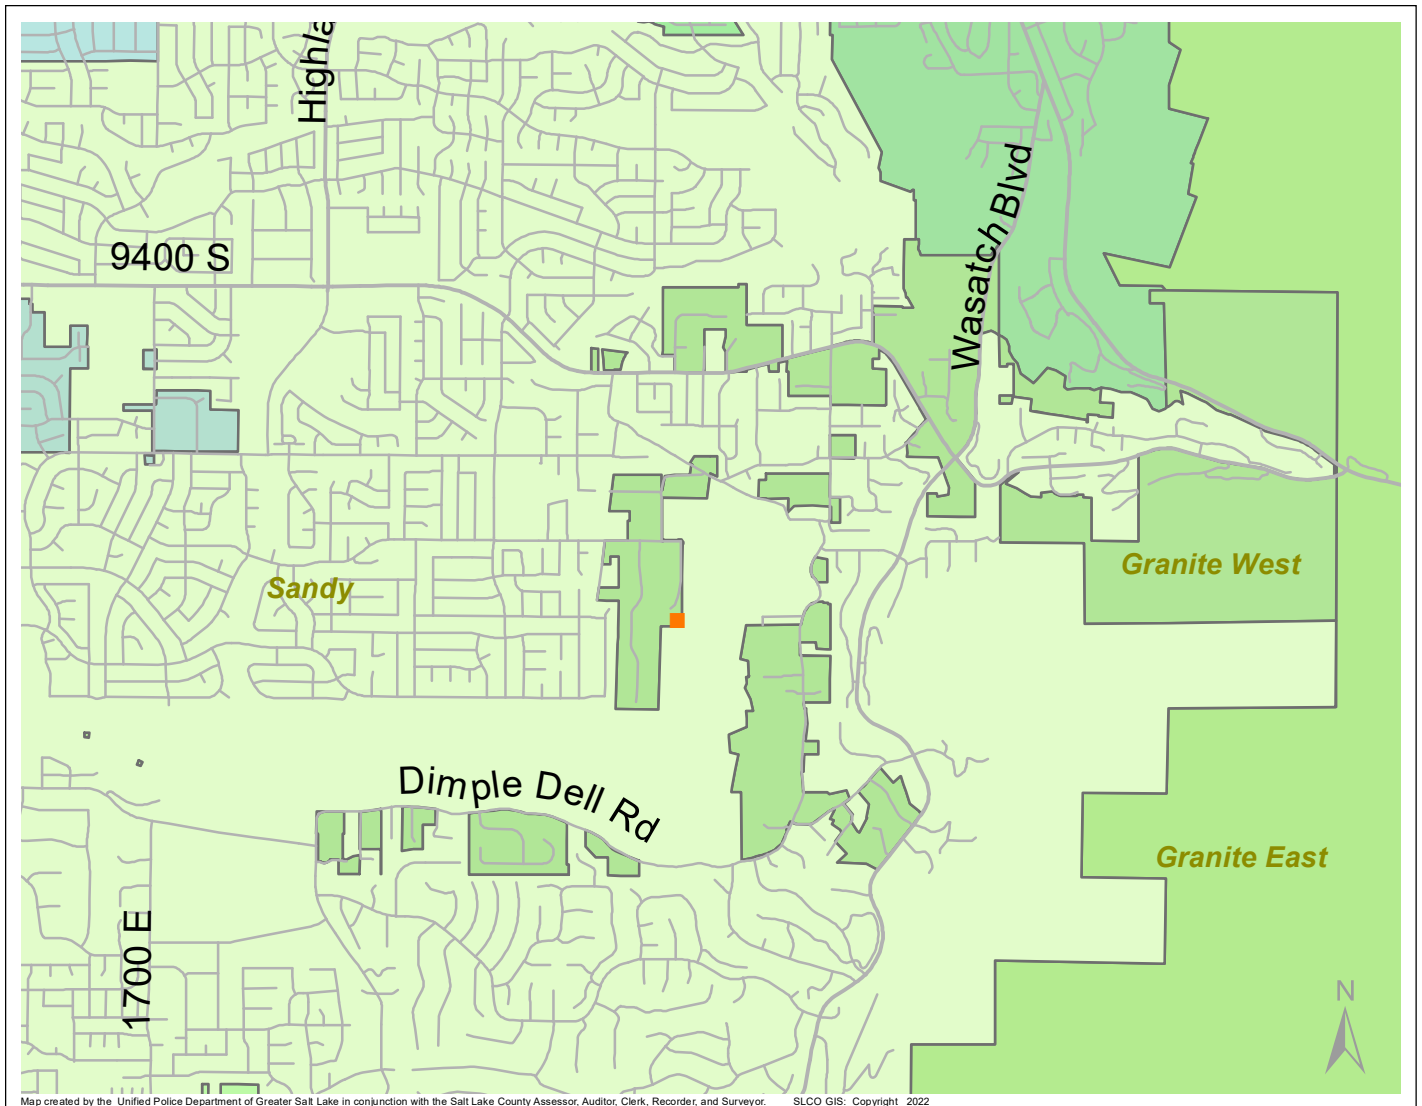 Highla
Wasatch Blvd
9400 S
Granite West
Sandy
Dimple Dell Rd
Granite East
1700 E
N
Map created by the Unified Police Department of Greater Salt Lake in conjunction with the Salt Lake County Assessor, Auditor, Clerk, Recorder, and Surveyor. SLCO GIS: Copyright 2022